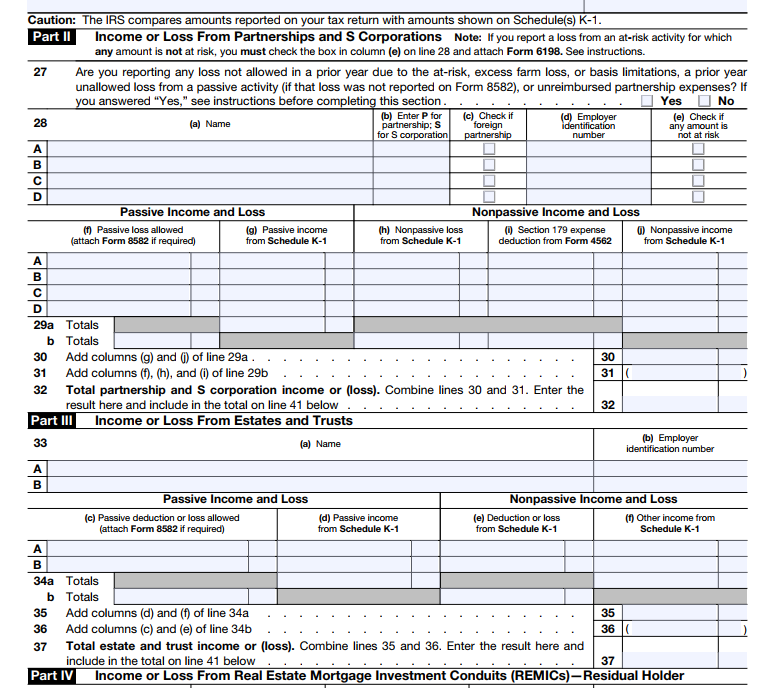 Caution: The IRS compares amounts reported on your tax return with amounts shown on Schedule(s) K-1.
Part II Income or Loss From Partnerships and S Corporations Note: If you report a loss from an at-risk activity for which
any amount is not at risk, you must check the box in column (e) on line 28 and attach Form 6198. See instructions.
27 Are you reporting any loss not allowed in a prior year due to the at-risk, excess farm loss, or basis limitations, a prior year
unallowed loss from a passive activity (if that loss was not reported on Form 8582), or unreimbursed partnership expenses? If
you answered “Yes,” see instructions before completing this section . . . . . . . . . . . Yes No
28 (a) Name (b) Enter P for partnership; S for S corporation (c) Check if foreign partnership (d) Employer identification number (e) Check if any amount is not at risk
A
B
C
D
Passive Income and Loss Nonpassive Income and Loss
(f) Passive loss allowed (attach Form 8582 if required) (g) Passive income from Schedule K-1 (h) Nonpassive loss from Schedule K-1 (i) Section 179 expense deduction from Form 4562 (j) Nonpassive income from Schedule K-1
A
B
C
D
29a Totals
b Totals
30 Add columns (g) and (j) of line 29a . . . . . . . . . . . . . . . . . 30
31 Add columns (f), (h), and (i) of line 29b . . . . . . . . . . . . . . . . 31 ( )
32 Total partnership and S corporation income or (loss). Combine lines 30 and 31. Enter the
result here and include in the total on line 41 below . . . . . . . . . . . . 32
Part III Income or Loss From Estates and Trusts
33 (a) Name (b) Employer identification number
A
B
Passive Income and Loss Nonpassive Income and Loss
(c) Passive deduction or loss allowed (attach Form 8582 if required) (d) Passive income from Schedule K-1 (e) Deduction or loss from Schedule K-1 (f) Other income from Schedule K-1
A
B
34a Totals
b Totals
35 Add columns (d) and (f) of line 34a . . . . . . . . . . . . . . . . 35
36 Add columns (c) and (e) of line 34b . . . . . . . . . . . . . . . . 36 ( )
37 Total estate and trust income or (loss). Combine lines 35 and 36. Enter the result here and
include in the total on line 41 below . . . . . . . . . . . . . . . . 37
Part IV Income or Loss From Real Estate Mortgage Investment Conduits (REMICs)—Residual Holder